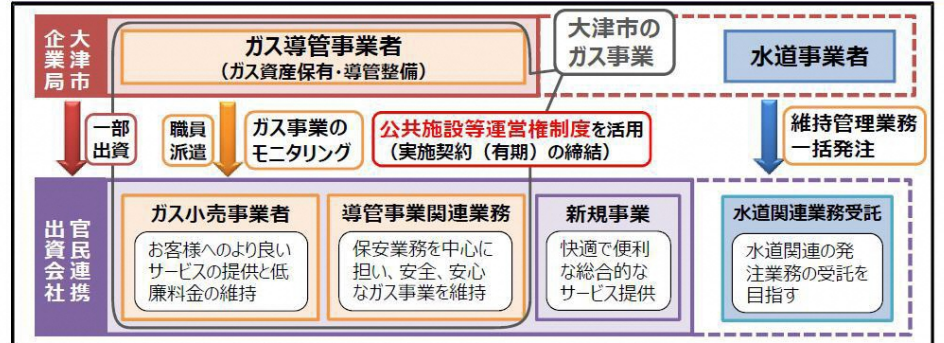 大津市
企業局
ガス導管事業者
（ガス資産保有・導管整備）
大津市の
ガス事業
水道事業者
一部
出資
職員
派遣
ガス事業の
モニタリング
公共施設等運営権制度を活用
（実施契約（有期）の締結）
維持管理業務
一括発注
官民連携
出資会社
ガス小売事業者
お客様へのより良い
サービスの提供と低
廉料金の維持
導管事業関連業務
保安業務を中心に
担い、安全、安心
なガス事業を維持
新規事業
快適で便利
な総合的な
サービス提供
水道関連業務受託
水道関連の発
注業務の受託を
目指す